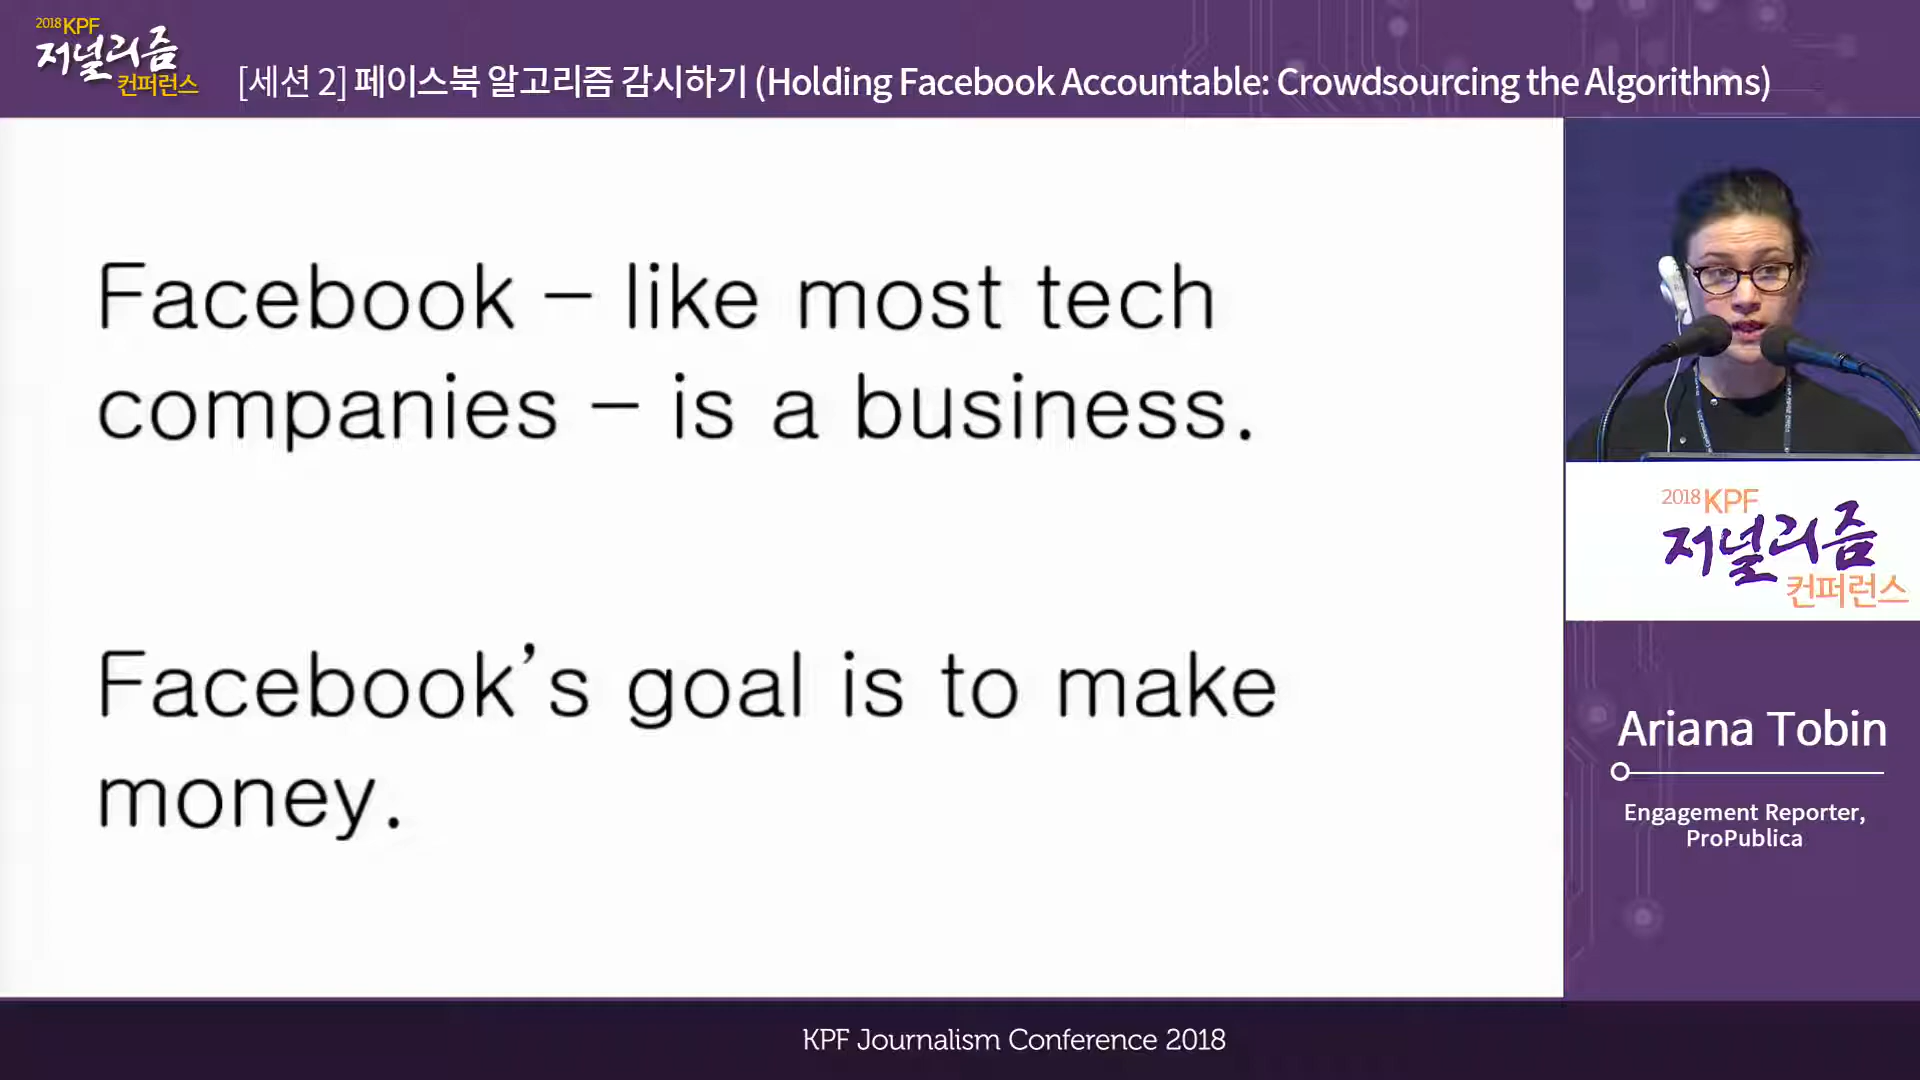 2018 KPF
저널리즘
컨퍼런스
[세션 2] 페이스북 알고리즘 감시하기 (Holding Facebook Accountable: Crowdsourcing the Algorithms)
Facebook – like most tech
companies – is a business.
Facebook’s goal is to make
money.
2018 KPF
저널리즘
컨퍼런스
Ariana Tobin
Engagement Reporter,
ProPublica
KPF Journalism Conference 2018